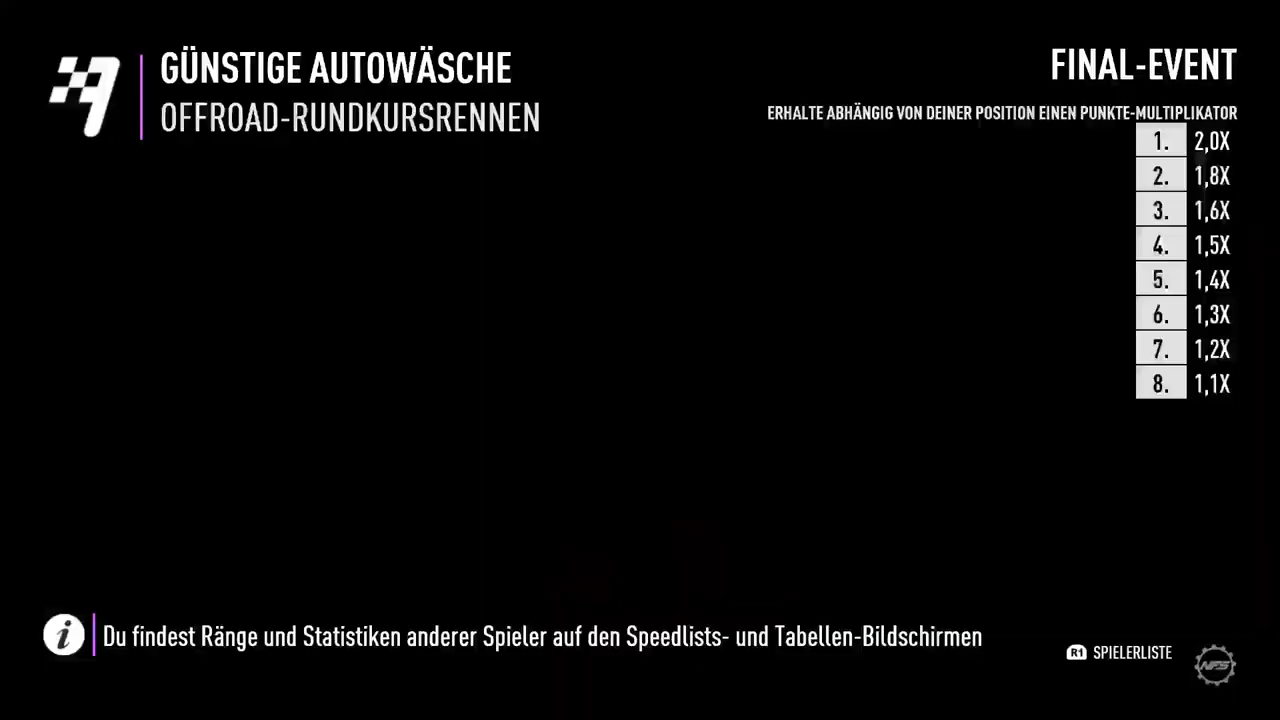 GÜNSTIGE AUTOWÄSCHE
OFFROAD-RUNDKURSRENNEN
FINAL-EVENT
ERHALTE ABHÄNGIG VON DEINER POSITION EINEN PUNKTE-MULTIPLIKATOR
1. 2,0X
2. 1,8X
3. 1,6X
4. 1,5X
5. 1,4X
6. 1,3X
7. 1,2X
8. 1,1X
i Du findest Ränge und Statistiken anderer Spieler auf den Speedlists- und Tabellen-Bildschirmen
R1 SPIELERLISTE
NFS